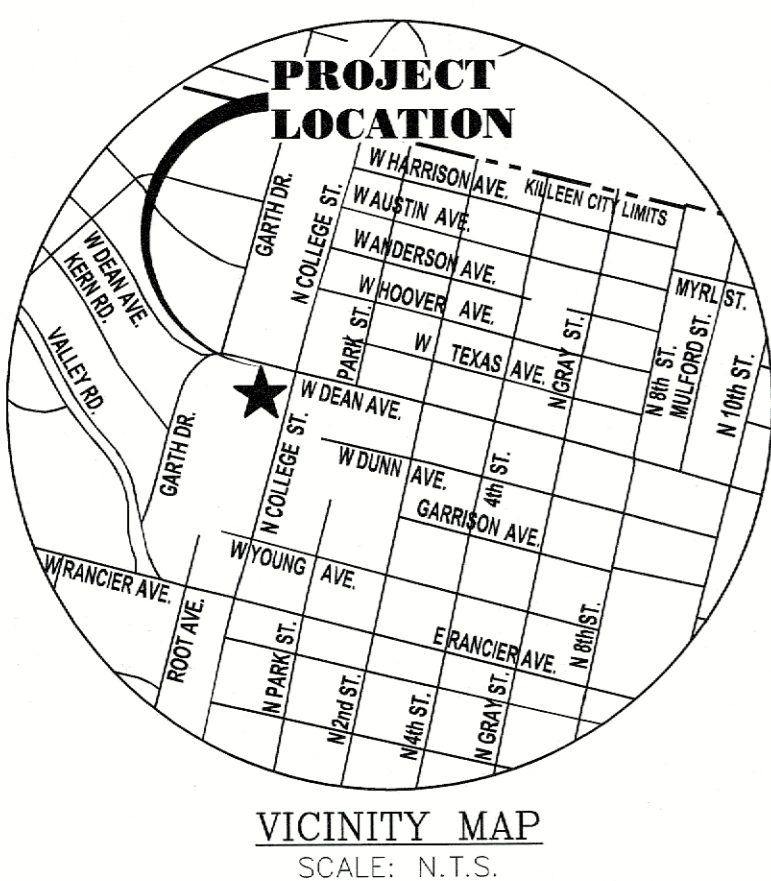 PROJECT
LOCATION
W HARRISON AVE.
KILLEEN CITY LIMITS
W AUSTIN AVE.
W ANDERSON AVE.
W HOOVER AVE.
W TEXAS AVE.
GARTH DR.
N COLLEGE ST.
PARK ST.
N GRAY ST.
N 8th ST.
MULFORD ST.
MYRL ST.
N 10th ST.
W DEAN AVE.
KERN RD.
VALLEY RD.
GARTH DR.
N COLLEGE ST.
W DEAN AVE.
W DUNN AVE.
4th ST.
GARRISON AVE.
W YOUNG AVE.
W RANCIER AVE.
ROOT AVE.
N PARK ST.
N 2nd ST.
N 4th ST.
N GRAY ST.
E RANCIER AVE.
N 8th ST.
VICINITY MAP
SCALE: N.T.S.